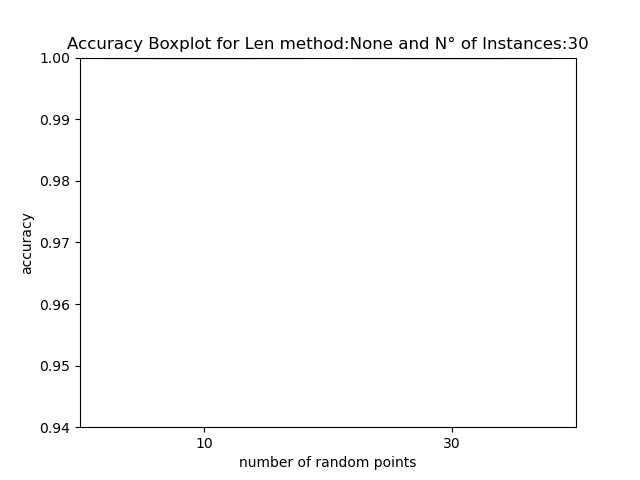 Accuracy Boxplot for Len method:None and N° of Instances:30
1.00
0.99
0.98
0.97
0.96
0.95
0.94
accuracy
10 30
number of random points